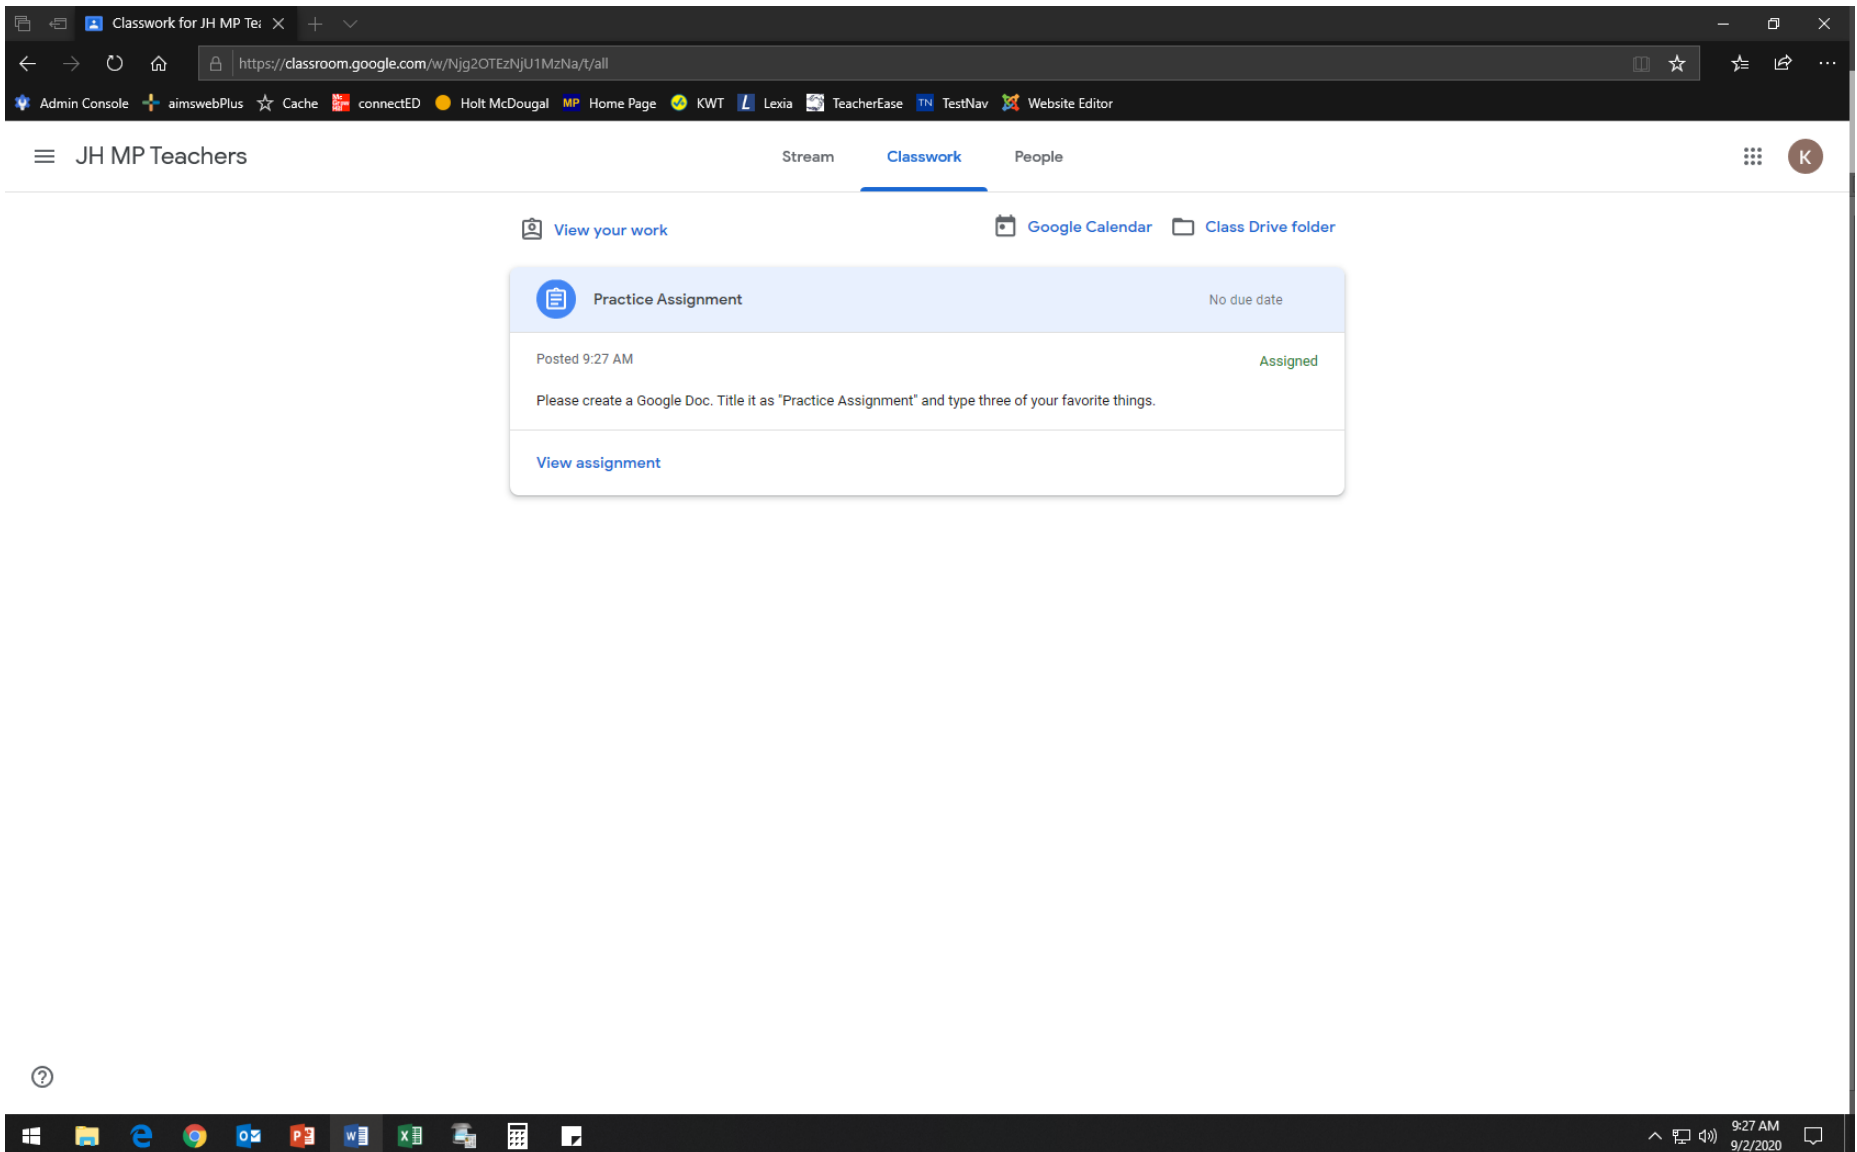 Classwork for JH MP Tea
https://classroom.google.com/w/Njg2OTEzNjU1MzNa/t/all
Admin Console aimswebPlus Cache connectED Holt McDougal MP Home Page KWT L Lexia TeacherEase TN TestNav Website Editor
JH MP Teachers Stream Classwork People K
View your work Google Calendar Class Drive folder
Practice Assignment No due date
Posted 9:27 AM Assigned
Please create a Google Doc. Title it as "Practice Assignment" and type three of your favorite things.
View assignment
9:27 AM
9/2/2020